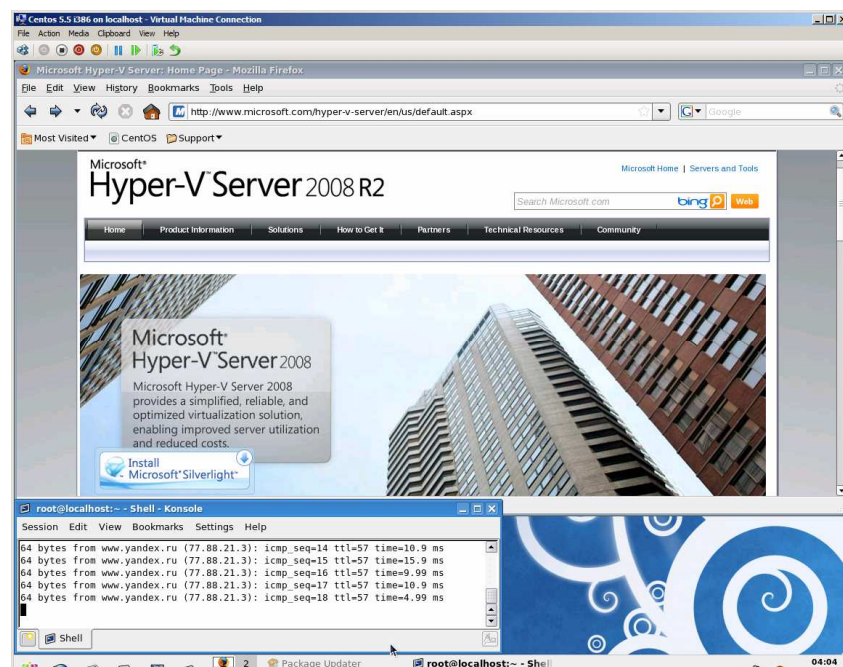 Centos 5.5 i386 on localhost - Virtual Machine Connection
File Action Media Clipboard View Help
Microsoft Hyper-V Server: Home Page - Mozilla Firefox
File Edit View History Bookmarks Tools Help
http://www.microsoft.com/hyper-v-server/en/us/default.aspx
Google
Most Visited CentOS Support
Microsoft®
Hyper-V™ Server 2008 R2
Microsoft Home | Servers and Tools
Search Microsoft.com bing Web
Home Product Information Solutions How to Get It Partners Technical Resources Community
Microsoft®
Hyper-V™ Server 2008
Microsoft Hyper-V Server 2008
provides a simplified, reliable, and
optimized virtualization solution,
enabling improved server utilization
and reduced costs.
Install
Microsoft® Silverlight™
root@localhost:~ - Shell - Konsole
Session Edit View Bookmarks Settings Help
64 bytes from www.yandex.ru (77.88.21.3): icmp_seq=14 ttl=57 time=10.9 ms
64 bytes from www.yandex.ru (77.88.21.3): icmp_seq=15 ttl=57 time=15.9 ms
64 bytes from www.yandex.ru (77.88.21.3): icmp_seq=16 ttl=57 time=9.99 ms
64 bytes from www.yandex.ru (77.88.21.3): icmp_seq=17 ttl=57 time=10.9 ms
64 bytes from www.yandex.ru (77.88.21.3): icmp_seq=18 ttl=57 time=4.99 ms
Shell
2 Package Updater root@localhost:~ - Shell 04:04